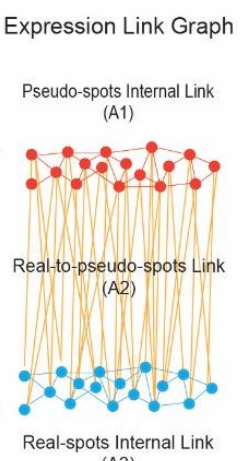 Expression Link Graph
Pseudo-spots Internal Link
(A1)
Real-to-pseudo-spots Link
(A2)
Real-spots Internal Link